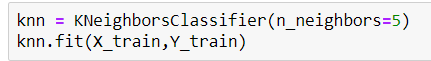 knn = KNeighborsClassifier(n_neighbors=5)
knn.fit(X_train,Y_train)